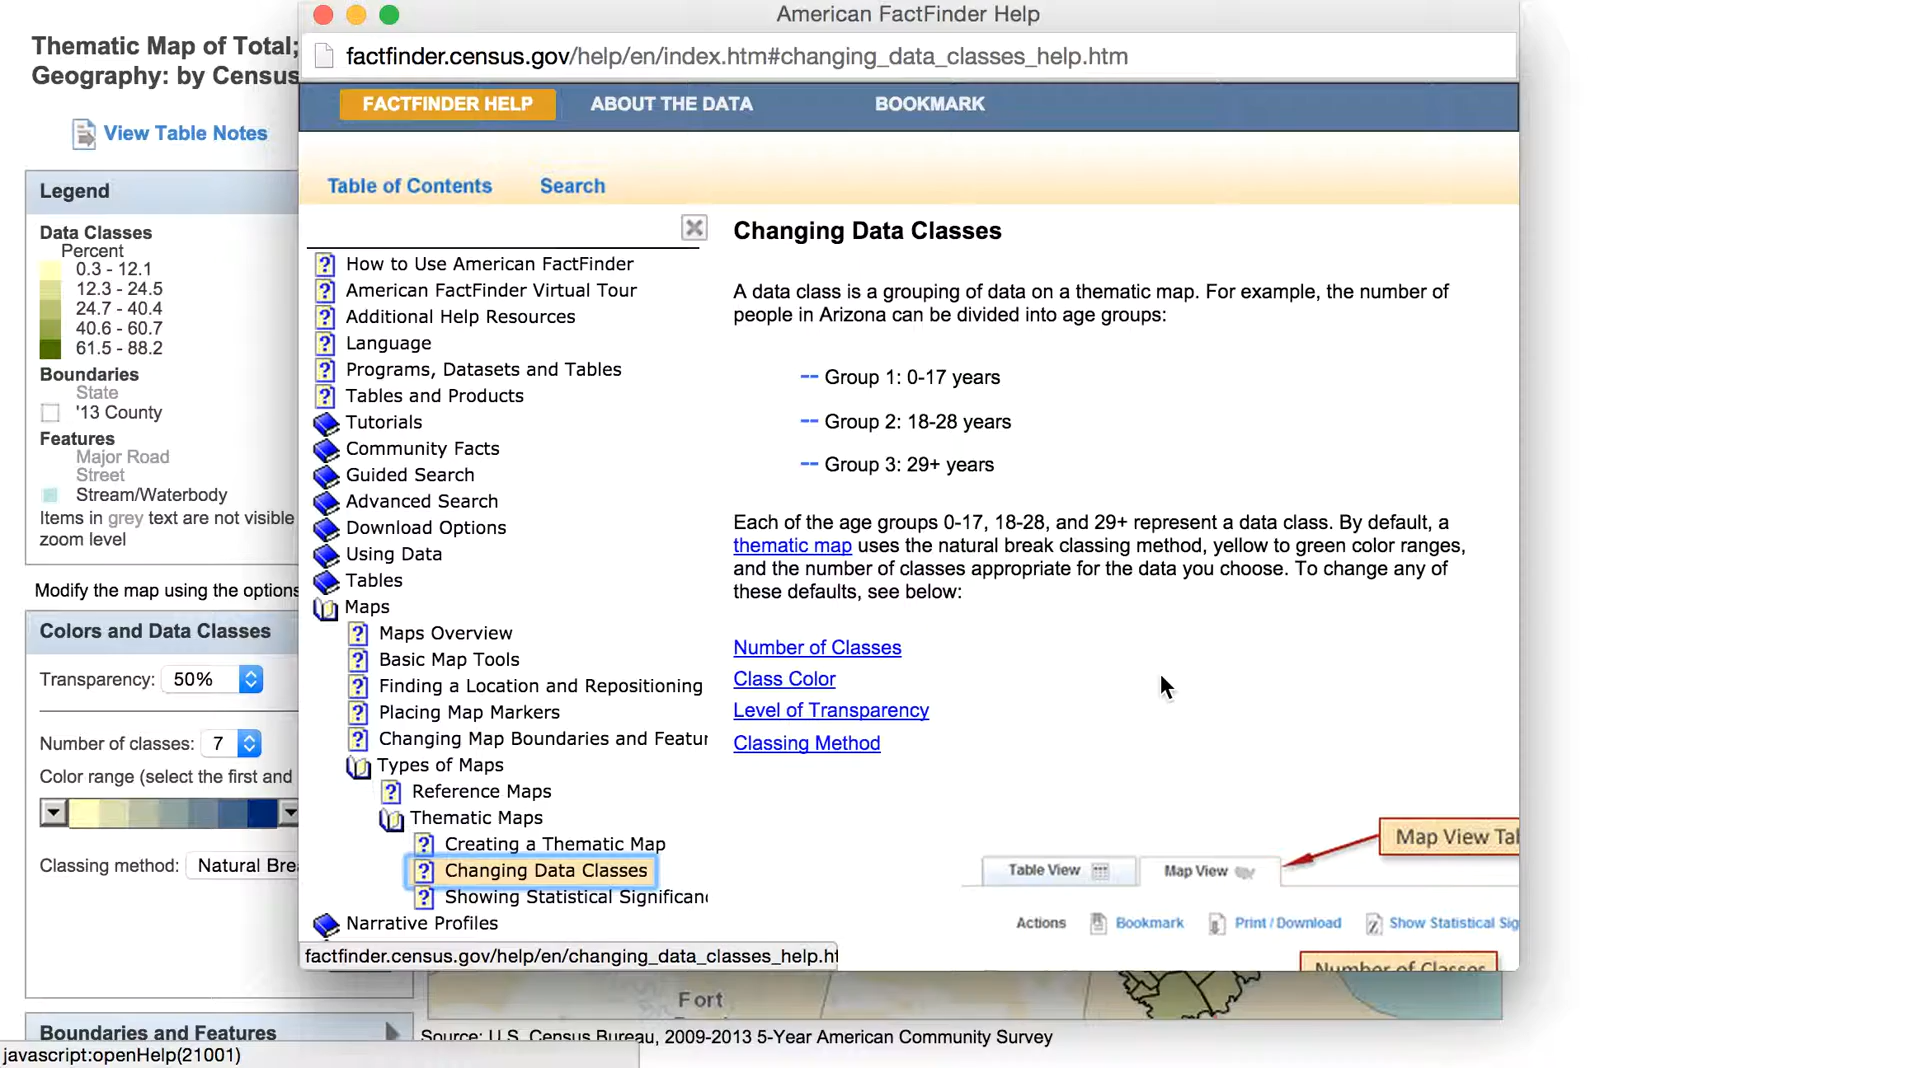 American FactFinder Help
factfinder.census.gov/help/en/index.htm#changing_data_classes_help.htm
FACTFINDER HELP
ABOUT THE DATA
BOOKMARK
Table of Contents
Search
Thematic Map of Total;
Geography: by Census
View Table Notes
Legend
Data Classes
Percent
0.3 - 12.1
12.3 - 24.5
24.7 - 40.4
40.6 - 60.7
61.5 - 88.2
Boundaries
State
'13 County
Features
Major Road
Street
Stream/Waterbody
Items in grey text are not visible
zoom level
Modify the map using the options
Colors and Data Classes
Transparency: 50%
Number of classes: 7
Color range (select the first and
Classing method: Natural Brea
Boundaries and Features
javascript:openHelp(21001)
How to Use American FactFinder
American FactFinder Virtual Tour
Additional Help Resources
Language
Programs, Datasets and Tables
Tables and Products
Tutorials
Community Facts
Guided Search
Advanced Search
Download Options
Using Data
Tables
Maps
Maps Overview
Basic Map Tools
Finding a Location and Repositioning
Placing Map Markers
Changing Map Boundaries and Featur
Types of Maps
Reference Maps
Thematic Maps
Creating a Thematic Map
Changing Data Classes
Showing Statistical Significanc
Narrative Profiles
factfinder.census.gov/help/en/changing_data_classes_help.ht
Changing Data Classes
A data class is a grouping of data on a thematic map. For example, the number of
people in Arizona can be divided into age groups:
Group 1: 0-17 years
Group 2: 18-28 years
Group 3: 29+ years
Each of the age groups 0-17, 18-28, and 29+ represent a data class. By default, a
thematic map uses the natural break classing method, yellow to green color ranges,
and the number of classes appropriate for the data you choose. To change any of
these defaults, see below:
Number of Classes
Class Color
Level of Transparency
Classing Method
Map View Tab
Table View
Map View
Actions
Bookmark
Print / Download
Show Statistical Sig
Number of Classes
Fort
Source: U.S. Census Bureau, 2009-2013 5-Year American Community Survey